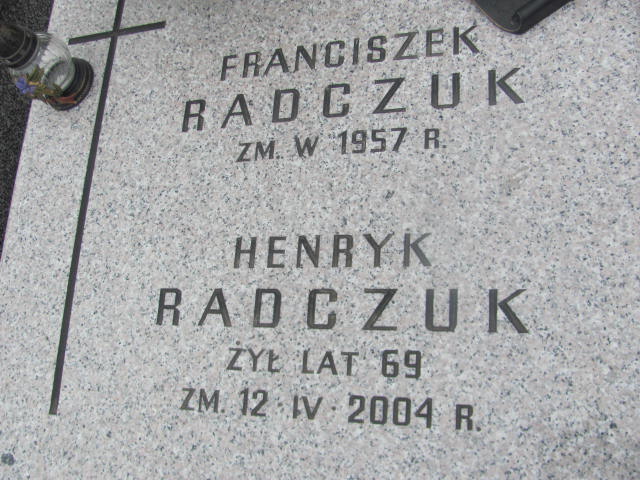 FRANCISZEK
RADCZUK
ZM. W 1957 R.
HENRYK
RADCZUK
ŻYŁ LAT 69
ZM. 12 · IV · 2004 R.